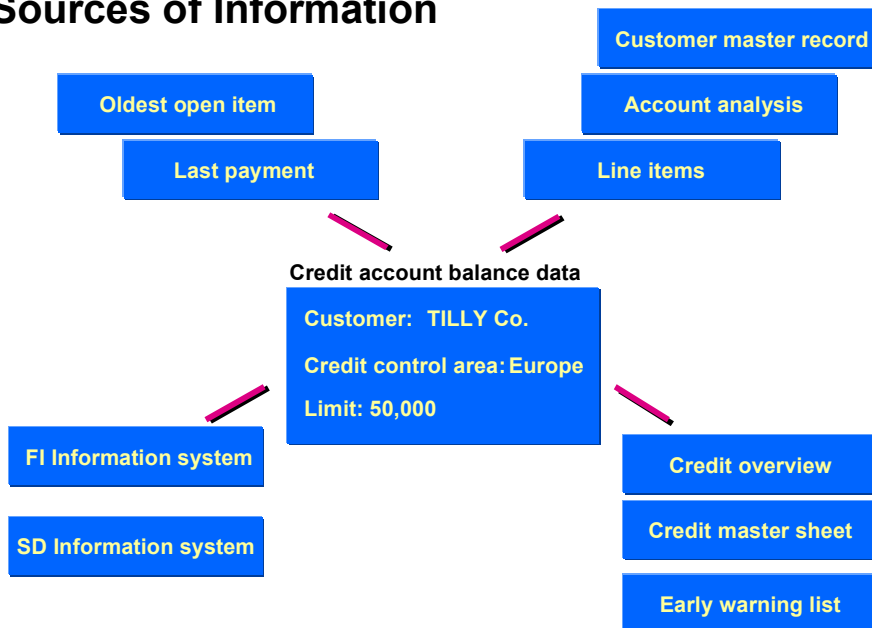 Sources of Information
Customer master record
Oldest open item
Account analysis
Last payment
Line items
Credit account balance data
Customer: TILLY Co.
Credit control area: Europe
Limit: 50,000
FI Information system
Credit overview
SD Information system
Credit master sheet
Early warning list